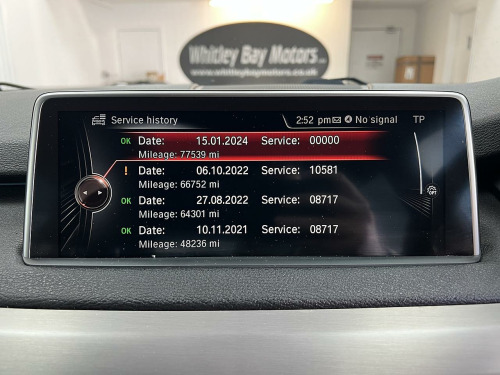 Whitley Bay Motors
www.whitleybaymotors.co.uk
Service history 2:52 pm No signal TP
OK Date: 15.01.2024 Service: 00000
Mileage: 77539 mi
! Date: 06.10.2022 Service: 10581
Mileage: 66752 mi
OK Date: 27.08.2022 Service: 08717
Mileage: 64301 mi
OK Date: 10.11.2021 Service: 08717
Mileage: 48236 mi